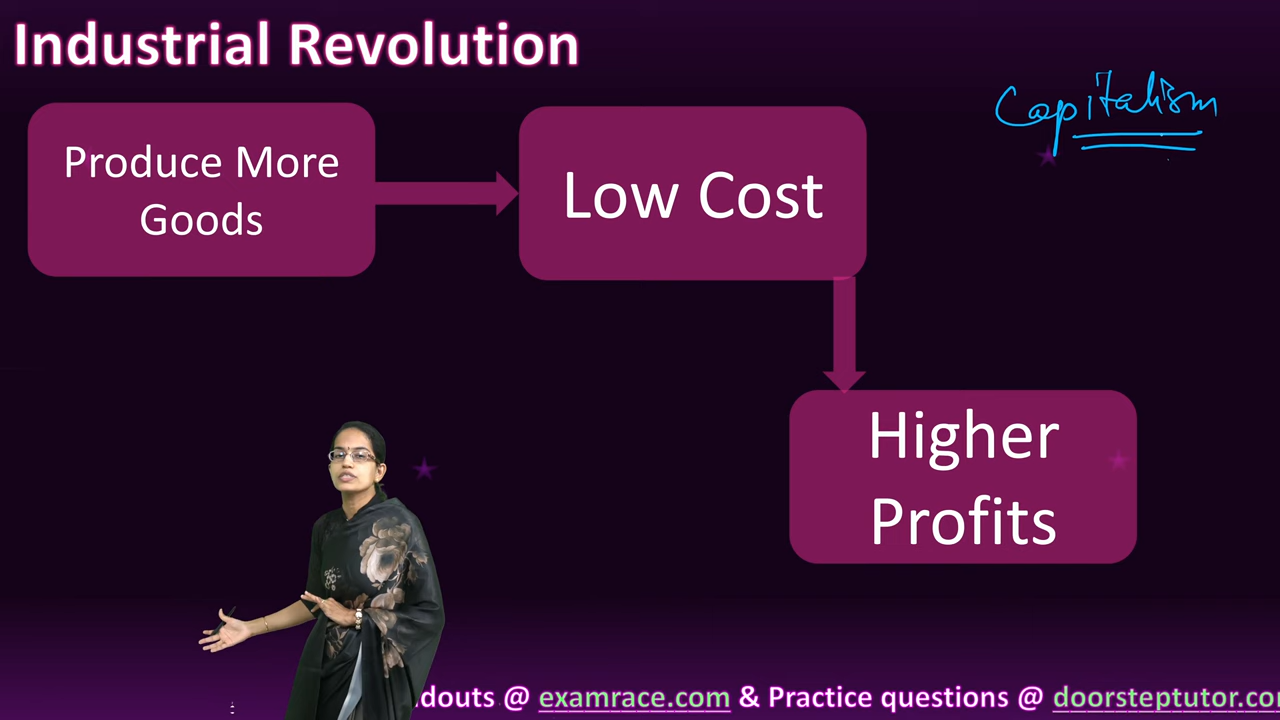 Industrial Revolution
Capitalism
Produce More
Goods
Low Cost
Higher
Profits
douts @ examrace.com & Practice questions @ doorsteptutor.co